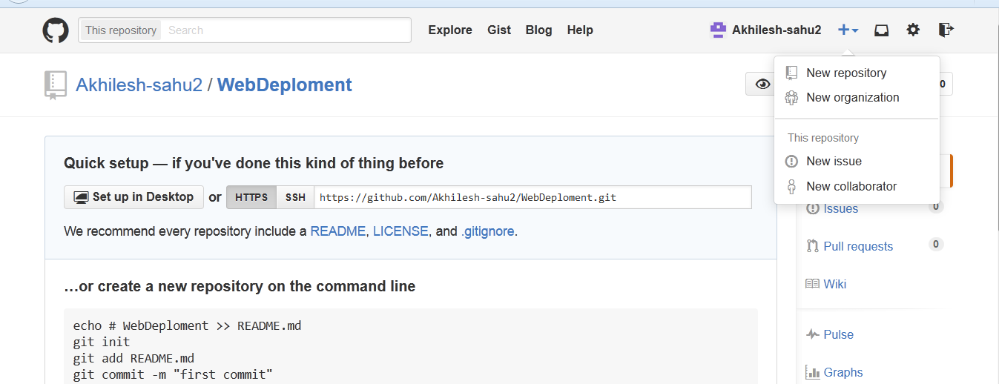 This repository Search Explore Gist Blog Help Akhilesh-sahu2
Akhilesh-sahu2 / WebDeploment 0
New repository
New organization
This repository
New issue
New collaborator
Quick setup — if you've done this kind of thing before
Set up in Desktop or HTTPS SSH https://github.com/Akhilesh-sahu2/WebDeploment.git
We recommend every repository include a README, LICENSE, and .gitignore.
Issues 0
Pull requests 0
Wiki
Pulse
Graphs
…or create a new repository on the command line
echo # WebDeploment >> README.md
git init
git add README.md
git commit -m "first commit"